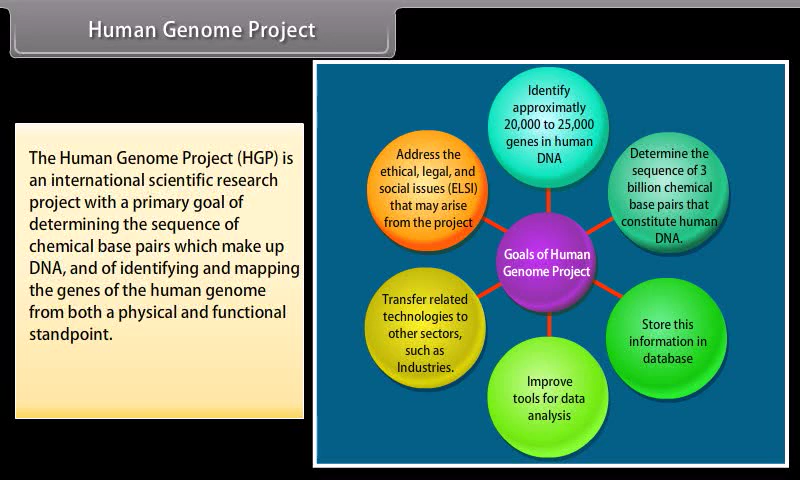 Human Genome Project
The Human Genome Project (HGP) is
an international scientific research
project with a primary goal of
determining the sequence of
chemical base pairs which make up
DNA, and of identifying and mapping
the genes of the human genome
from both a physical and functional
standpoint.
Identify
approximatly
20,000 to 25,000
genes in human
DNA
Determine the
sequence of 3
billion chemical
base pairs that
constitute human
DNA.
Store this
information in
database
Improve
tools for data
analysis
Transfer related
technologies to
other sectors,
such as
Industries.
Address the
ethical, legal, and
social issues (ELSI)
that may arise
from the project
Goals of Human
Genome Project